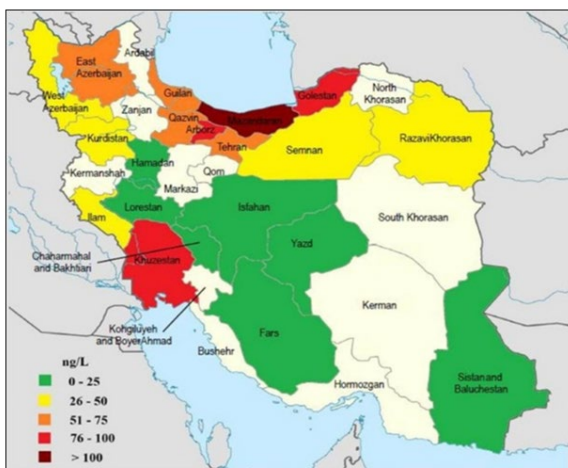 Ardabil
East
Azerbaijan
West
Azerbaijan
Guilan
Zanjan
Qazvin
Arborz
Mazandaran
Golestan
North
Khorasan
Tehran
Semnan
RazaviKhorasan
Kurdistan
Hamadan
Kermanshah
Markazi
Qom
Ilam
Lorestan
Isfahan
South Khorasan
Yazd
Chaharmahal
and Bakhtiari
Khuzestan
Kerman
Kohgiluyeh
and BoyerAhmad
Fars
Bushehr
Hormozgan
Sistan and
Baluchestan
ng/L
0 - 25
26 - 50
51 - 75
76 - 100
> 100